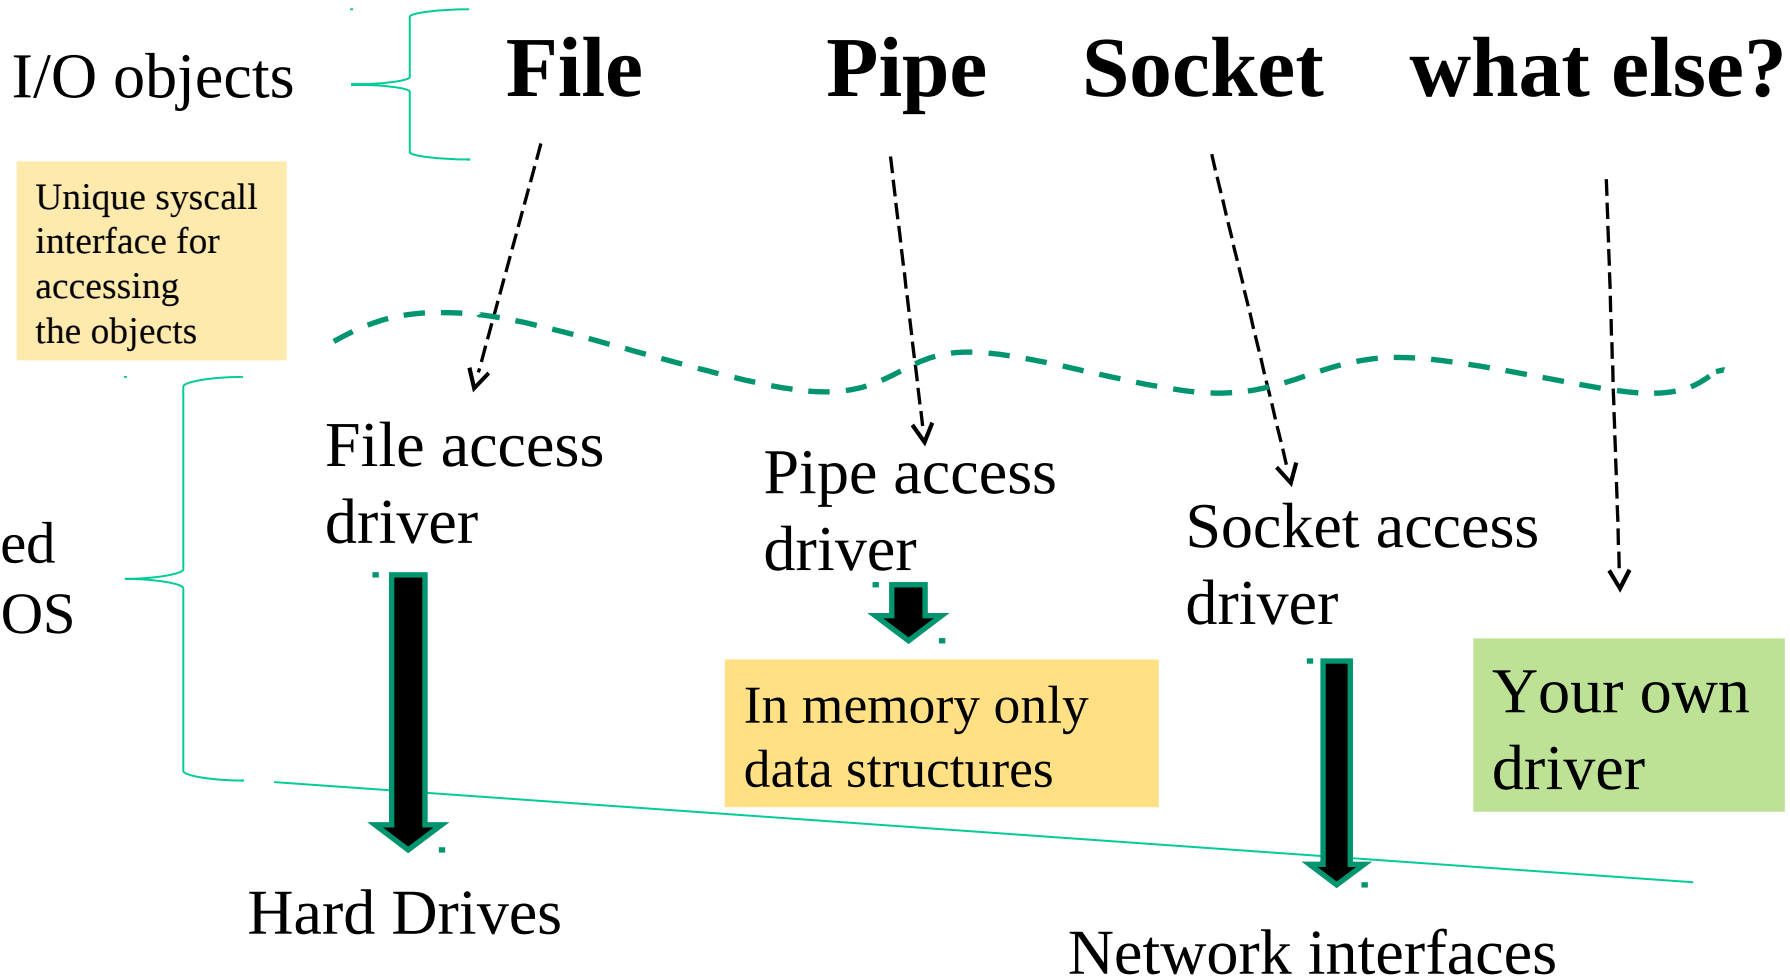 I/O objects
File
Pipe
Socket
what else?
Unique syscall
interface for
accessing
the objects
File access
driver
Pipe access
driver
Socket access
driver
ed
OS
In memory only
data structures
Your own
driver
Hard Drives
Network interfaces